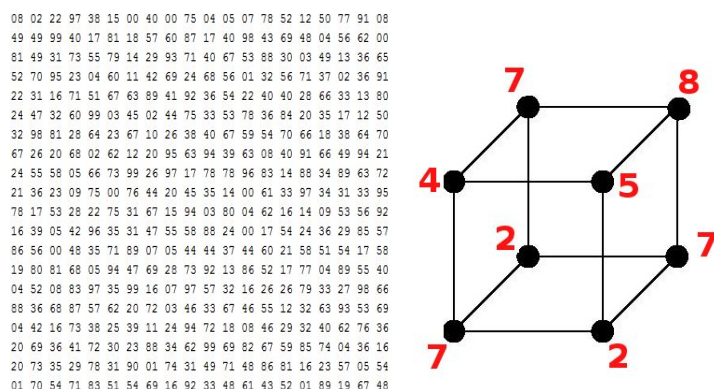 08 02 22 97 38 15 00 40 00 75 04 05 07 78 52 12 50 77 91 08
49 49 99 40 17 81 18 57 60 87 17 40 98 43 69 48 04 56 62 00
81 49 31 73 55 79 14 29 93 71 40 67 53 88 30 03 49 13 36 65
52 70 95 23 04 60 11 42 69 24 68 56 01 32 56 71 37 02 36 91
22 31 16 71 51 67 63 89 41 92 36 54 22 40 40 28 66 33 13 80
24 47 32 60 99 03 45 02 44 75 33 53 78 36 84 20 35 17 12 50
32 98 81 28 64 23 67 10 26 38 40 67 59 54 70 66 18 38 64 70
67 26 20 68 02 62 12 20 95 63 94 39 63 08 40 91 66 49 94 21
24 55 58 05 66 73 99 26 97 17 78 78 96 83 14 88 34 89 63 72
21 36 23 09 75 00 76 44 20 45 35 14 00 61 33 97 34 31 33 95
78 17 53 28 22 75 31 67 15 94 03 80 04 62 16 14 09 53 56 92
16 39 05 42 96 35 31 47 55 58 88 24 00 17 54 24 36 29 85 57
86 56 00 48 35 71 89 07 05 44 44 37 44 60 21 58 51 54 17 58
19 80 81 68 05 94 47 69 28 73 92 13 86 52 17 77 04 89 55 40
04 52 08 83 97 35 99 16 07 97 57 32 16 26 26 79 33 27 98 66
88 36 68 87 57 62 20 72 03 46 33 67 46 55 12 32 63 93 53 69
04 42 16 73 38 25 39 11 24 94 72 18 08 46 29 32 40 62 76 36
20 69 36 41 72 30 23 88 34 62 99 69 82 67 59 85 74 04 36 16
20 73 35 29 78 31 90 01 74 31 49 71 48 86 81 16 23 57 05 54
01 70 54 71 83 51 54 69 16 92 33 48 61 43 52 01 89 19 67 48
7 8
4 5
2 7
7 2